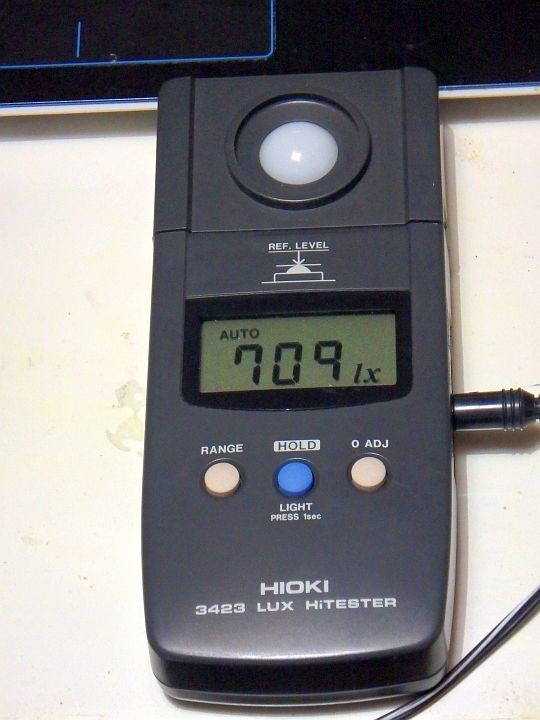 REF. LEVEL
AUTO
709 lx
RANGE HOLD 0 ADJ
LIGHT
PRESS 1sec
HIOKI
3423 LUX HiTESTER